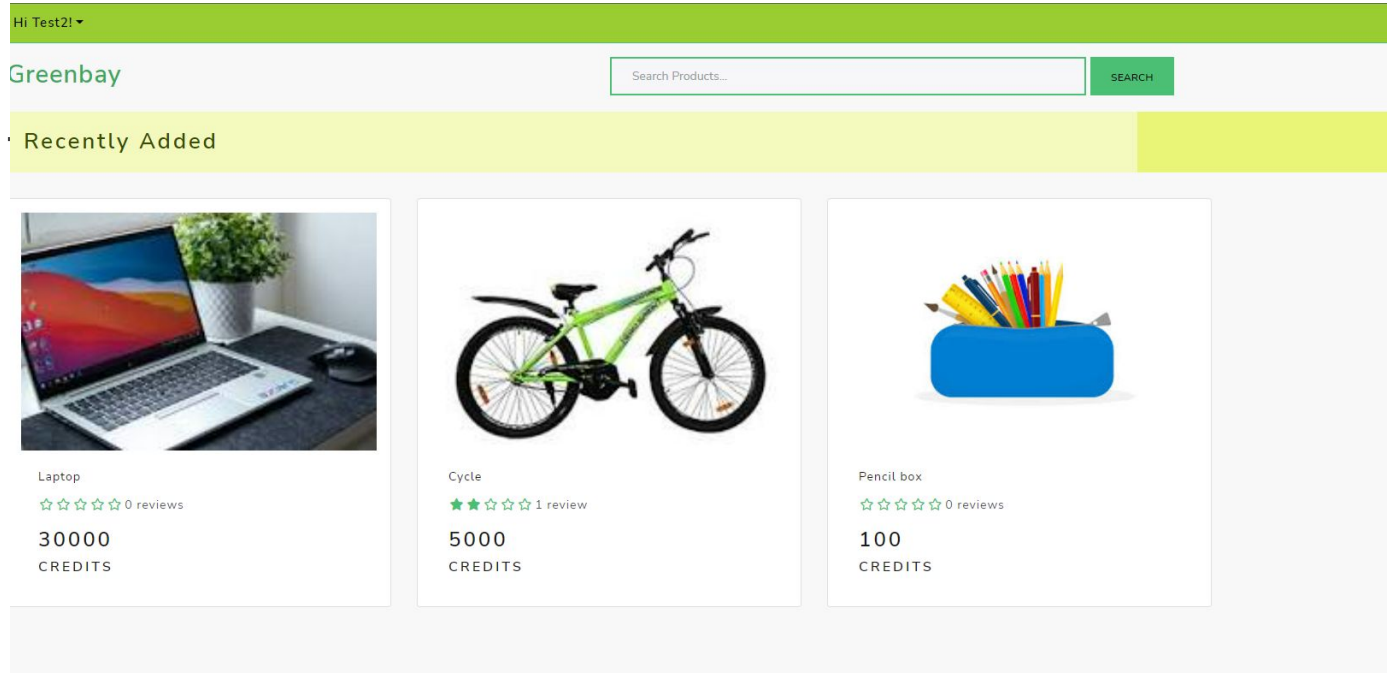 Hi Test2!
Greenbay
Search Products...
SEARCH
Recently Added
Laptop
0 reviews
30000
CREDITS
Cycle
1 review
5000
CREDITS
Pencil box
0 reviews
100
CREDITS